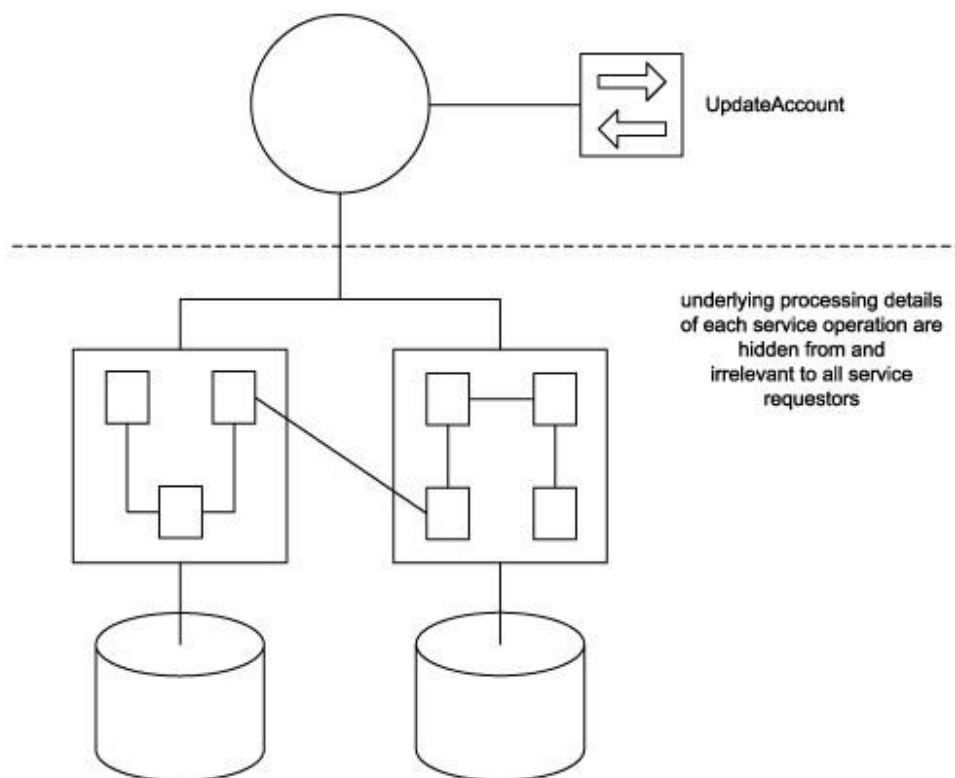 UpdateAccount
underlying processing details
of each service operation are
hidden from and
irrelevant to all service
requestors